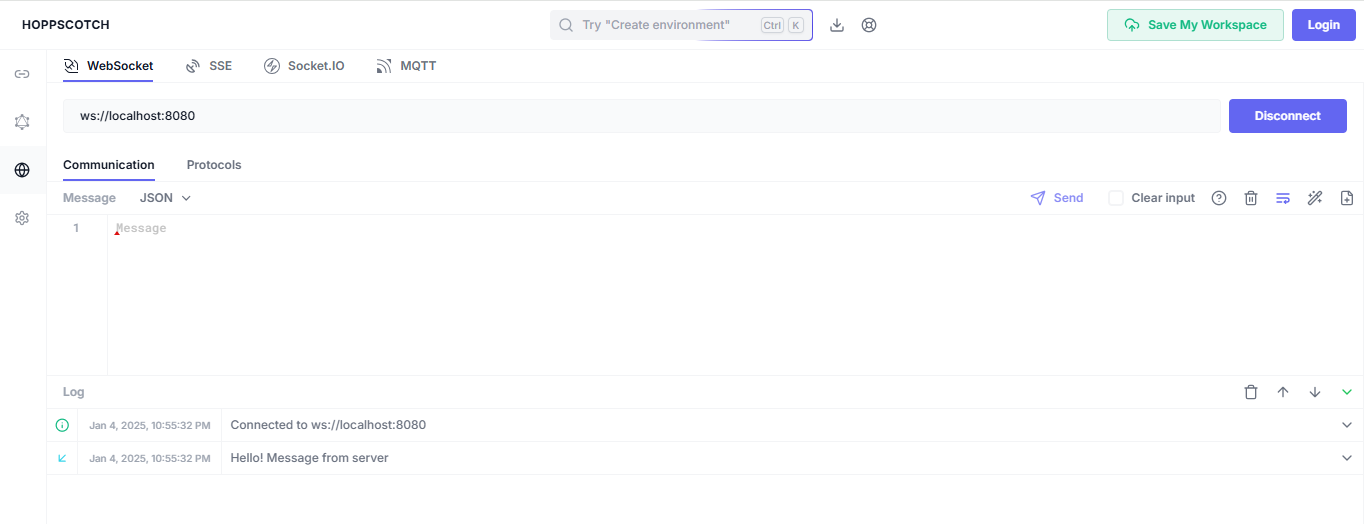 HOPPSCOTCH
Try "Create environment" Ctrl K
Save My Workspace
Login
WebSocket SSE Socket.IO MQTT
ws://localhost:8080
Disconnect
Communication Protocols
Message JSON Send Clear input
1 Message
Log
Jan 4, 2025, 10:55:32 PM Connected to ws://localhost:8080
Jan 4, 2025, 10:55:32 PM Hello! Message from server